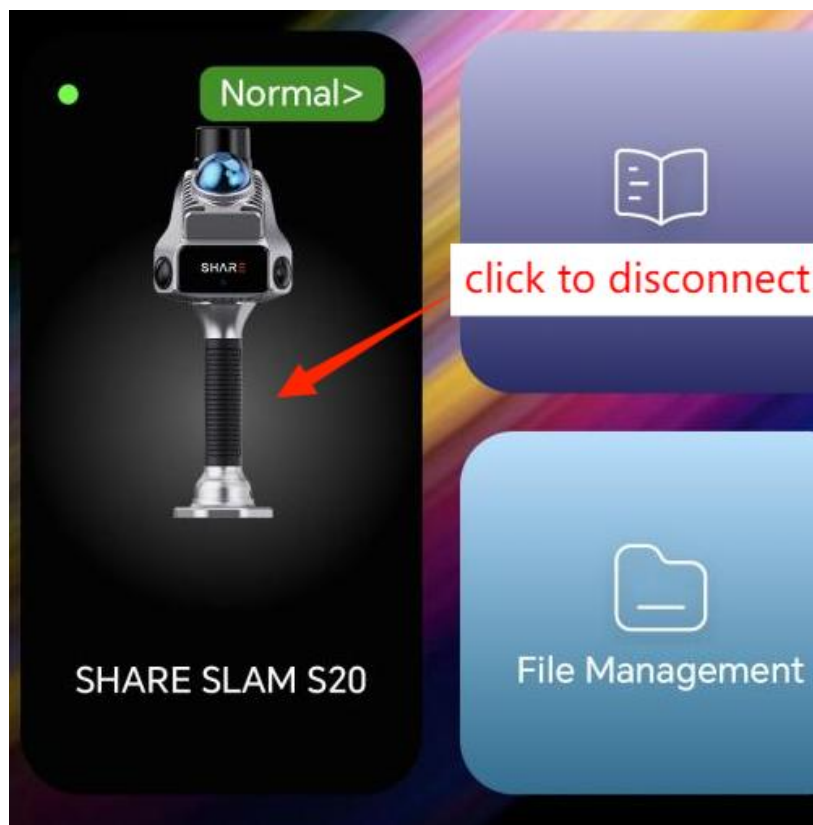 Normal>
SHARE
click to disconnect
SHARE SLAM S20
File Management